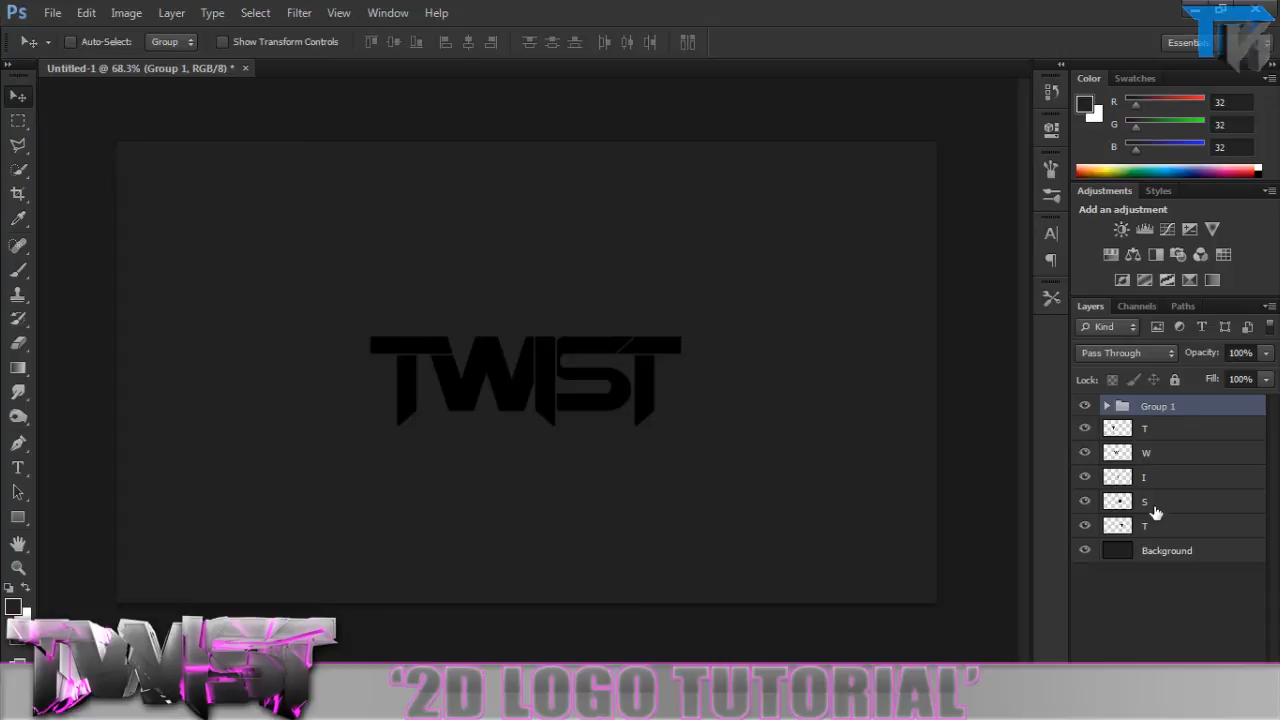 Ps File Edit Image Layer Type Select Filter View Window Help
Auto-Select: Group Show Transform Controls
Untitled-1 @ 68.3% (Group 1, RGB/8) * ×
Color Swatches
R 32
G 32
B 32
Adjustments Styles
Add an adjustment
Layers Channels Paths
Kind
Pass Through Opacity: 100%
Lock: Fill: 100%
Group 1
T
W
I
S
T
Background
TWIST
TWIST
'2D LOGO TUTORIAL'